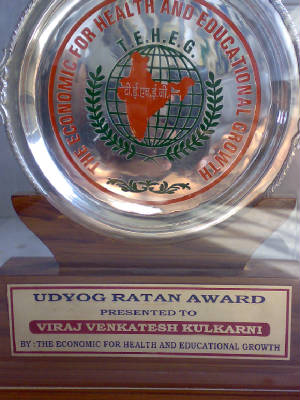 THE ECONOMIC FOR HEALTH AND EDUCATIONAL GROWTH
T.E.H.E.G.
टी.ई.एच.ई.जी.
UDYOG RATAN AWARD
PRESENTED TO
VIRAJ VENKATESH KULKARNI
BY : THE ECONOMIC FOR HEALTH AND EDUCATIONAL GROWTH